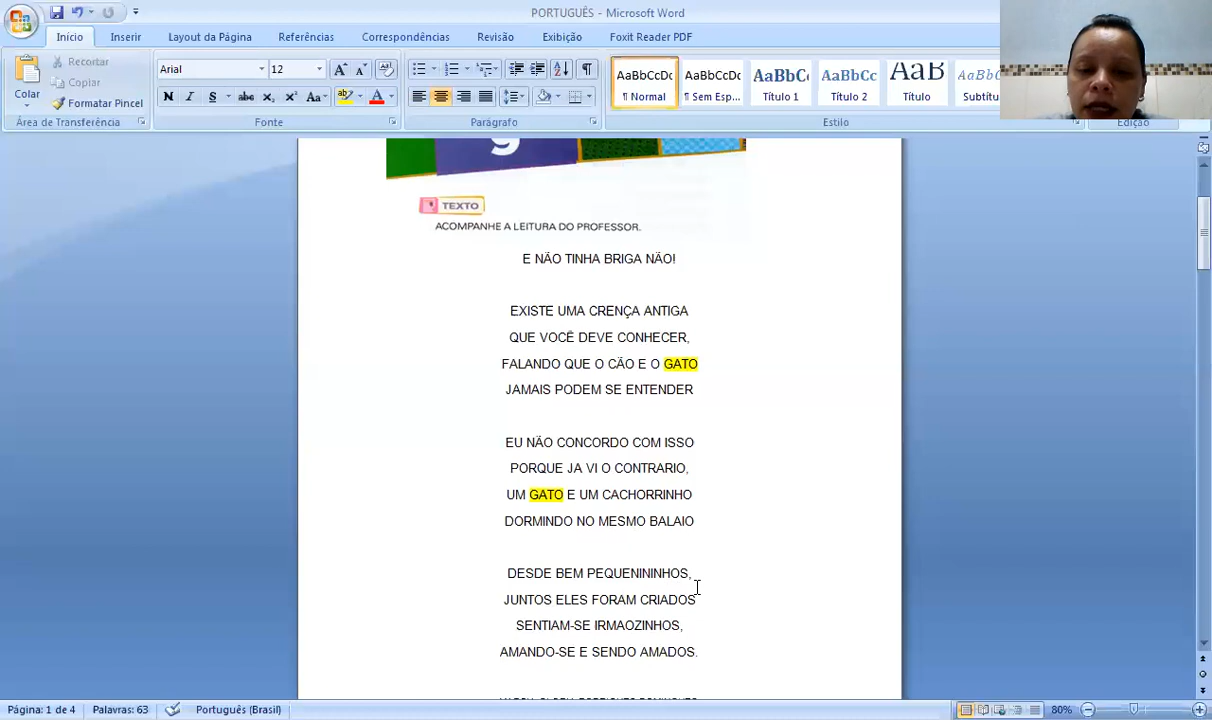 PORTUGUÊS - Microsoft Word
Início Inserir Layout da Página Referências Correspondências Revisão Exibição Foxit Reader PDF
Colar
Recortar
Copiar
Formatar Pincel
Área de Transferência
Arial 12
Fonte
Parágrafo
AaBbCcDc AaBbCcDc AaBbC AaBbCc AaB AaBbCc
¶ Normal ¶ Sem Esp... Título 1 Título 2 Título Subtítu
Estilo
Edição
g
TEXTO
ACOMPANHE A LEITURA DO PROFESSOR.
E NÃO TINHA BRIGA NÃO!
EXISTE UMA CRENÇA ANTIGA
QUE VOCÊ DEVE CONHECER,
FALANDO QUE O CÃO E O GATO
JAMAIS PODEM SE ENTENDER
EU NÃO CONCORDO COM ISSO
PORQUE JA VI O CONTRARIO,
UM GATO E UM CACHORRINHO
DORMINDO NO MESMO BALAIO
DESDE BEM PEQUENININHOS,
JUNTOS ELES FORAM CRIADOS
SENTIAM-SE IRMAOZINHOS,
AMANDO-SE E SENDO AMADOS.
Página: 1 de 4 Palavras: 63 Português (Brasil) 80%